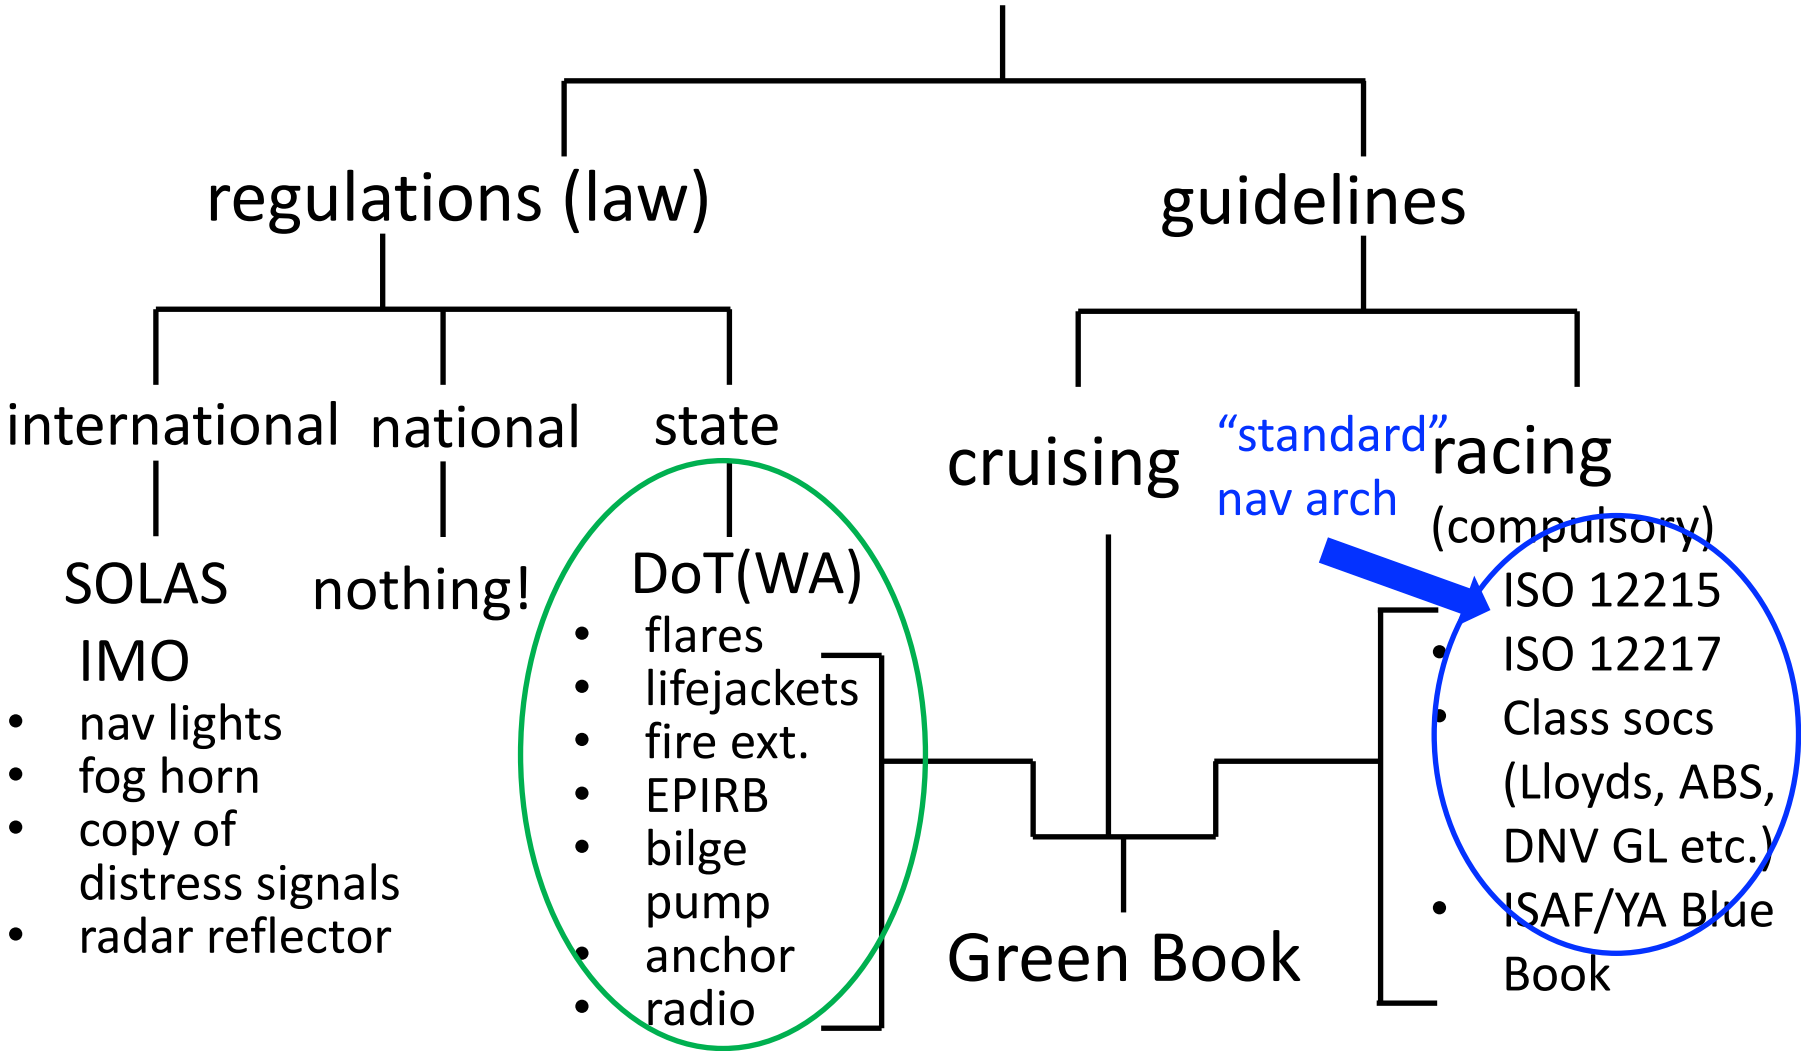 regulations (law)
guidelines
international
national
state
cruising
“standard”
nav arch
racing
(compulsory)
SOLAS
IMO
• nav lights
• fog horn
• copy of
distress signals
• radar reflector
nothing!
DoT(WA)
• flares
• lifejackets
• fire ext.
• EPIRB
• bilge
pump
• anchor
• radio
Green Book
ISO 12215
• ISO 12217
• Class socs
(Lloyds, ABS,
DNV GL etc.)
• ISAF/YA Blue
Book